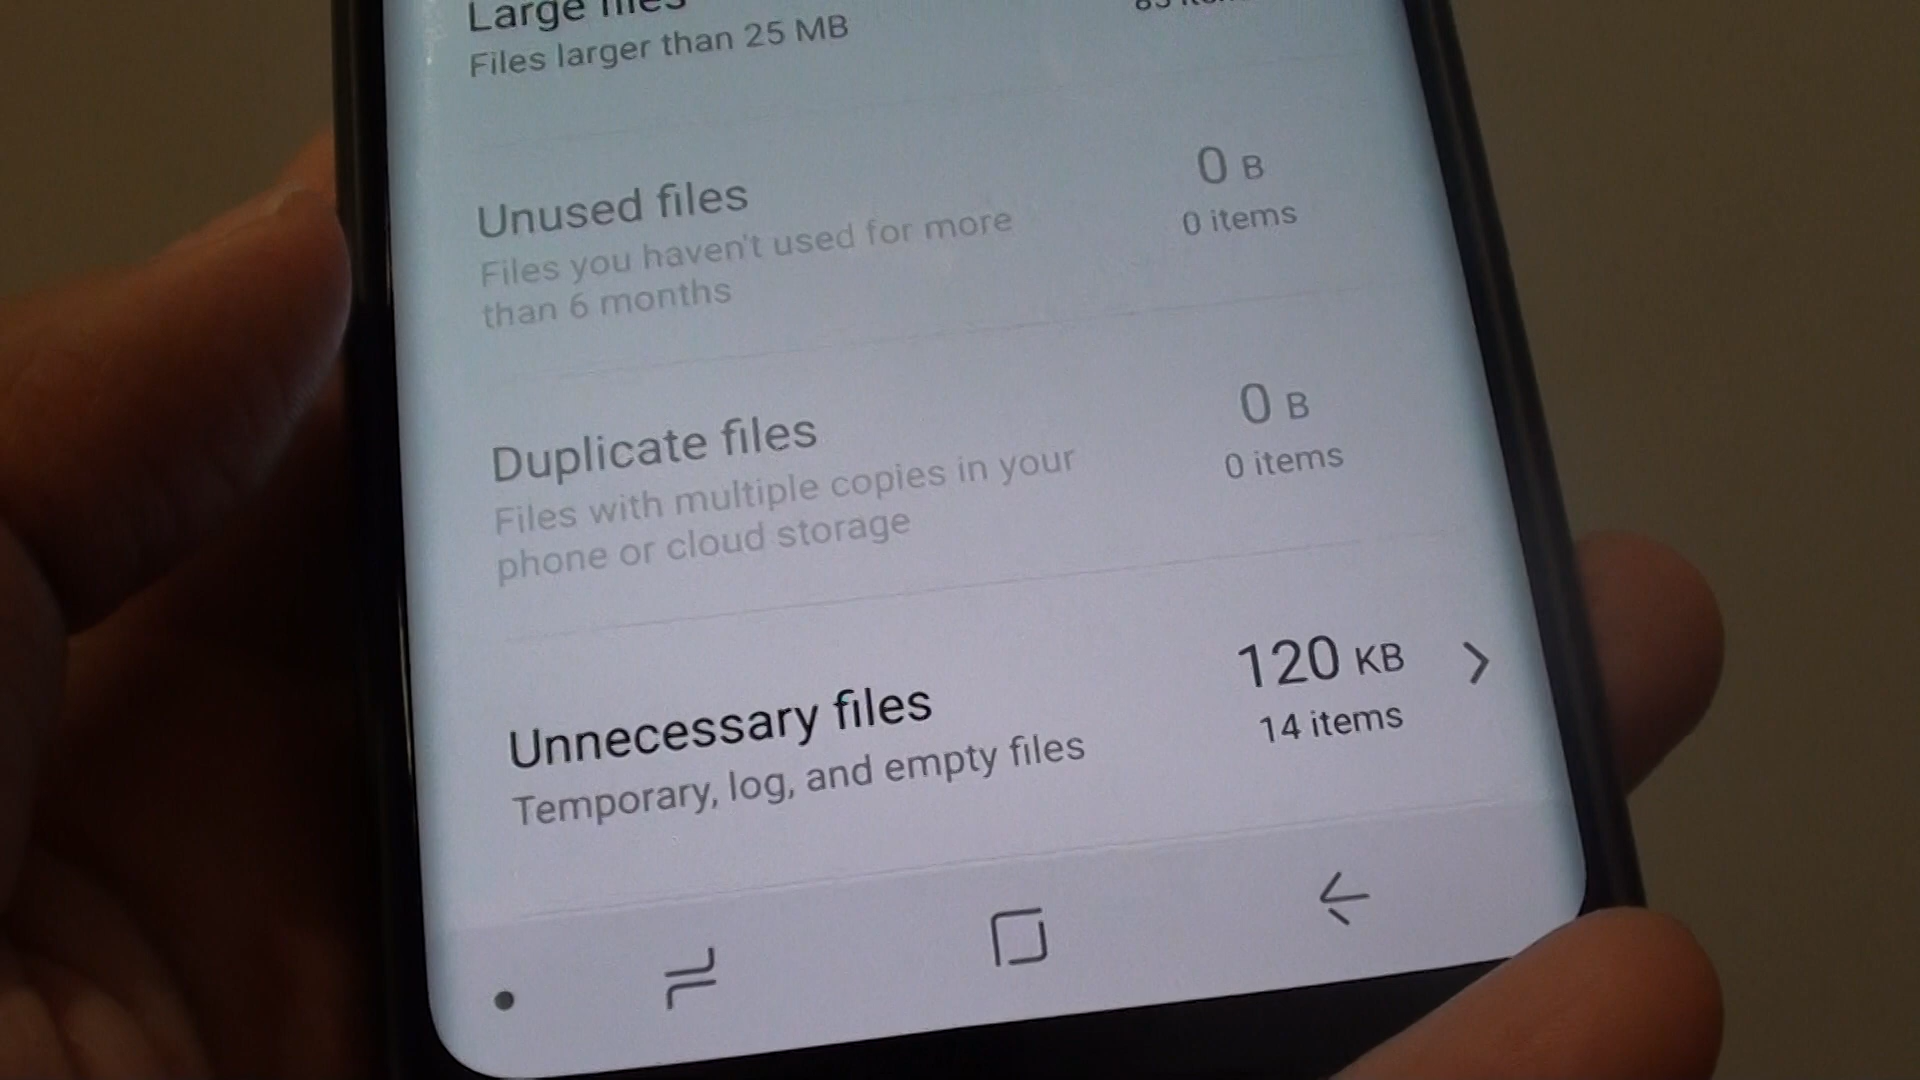 Large files
Files larger than 25 MB
Unused files
Files you haven't used for more
than 6 months
0 B
0 items
Duplicate files
Files with multiple copies in your
phone or cloud storage
0 B
0 items
Unnecessary files
Temporary, log, and empty files
120 KB
14 items